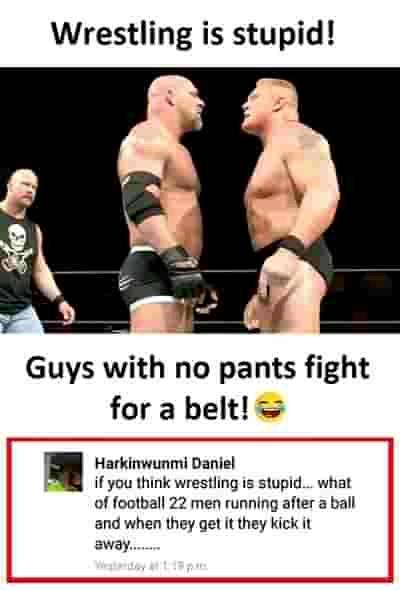 Wrestling is stupid!
Guys with no pants fight
for a belt!😂
Harkinwunmi Daniel
if you think wrestling is stupid... what
of football 22 men running after a ball
and when they get it they kick it
away........
Yesterday at 1:19 p.m.